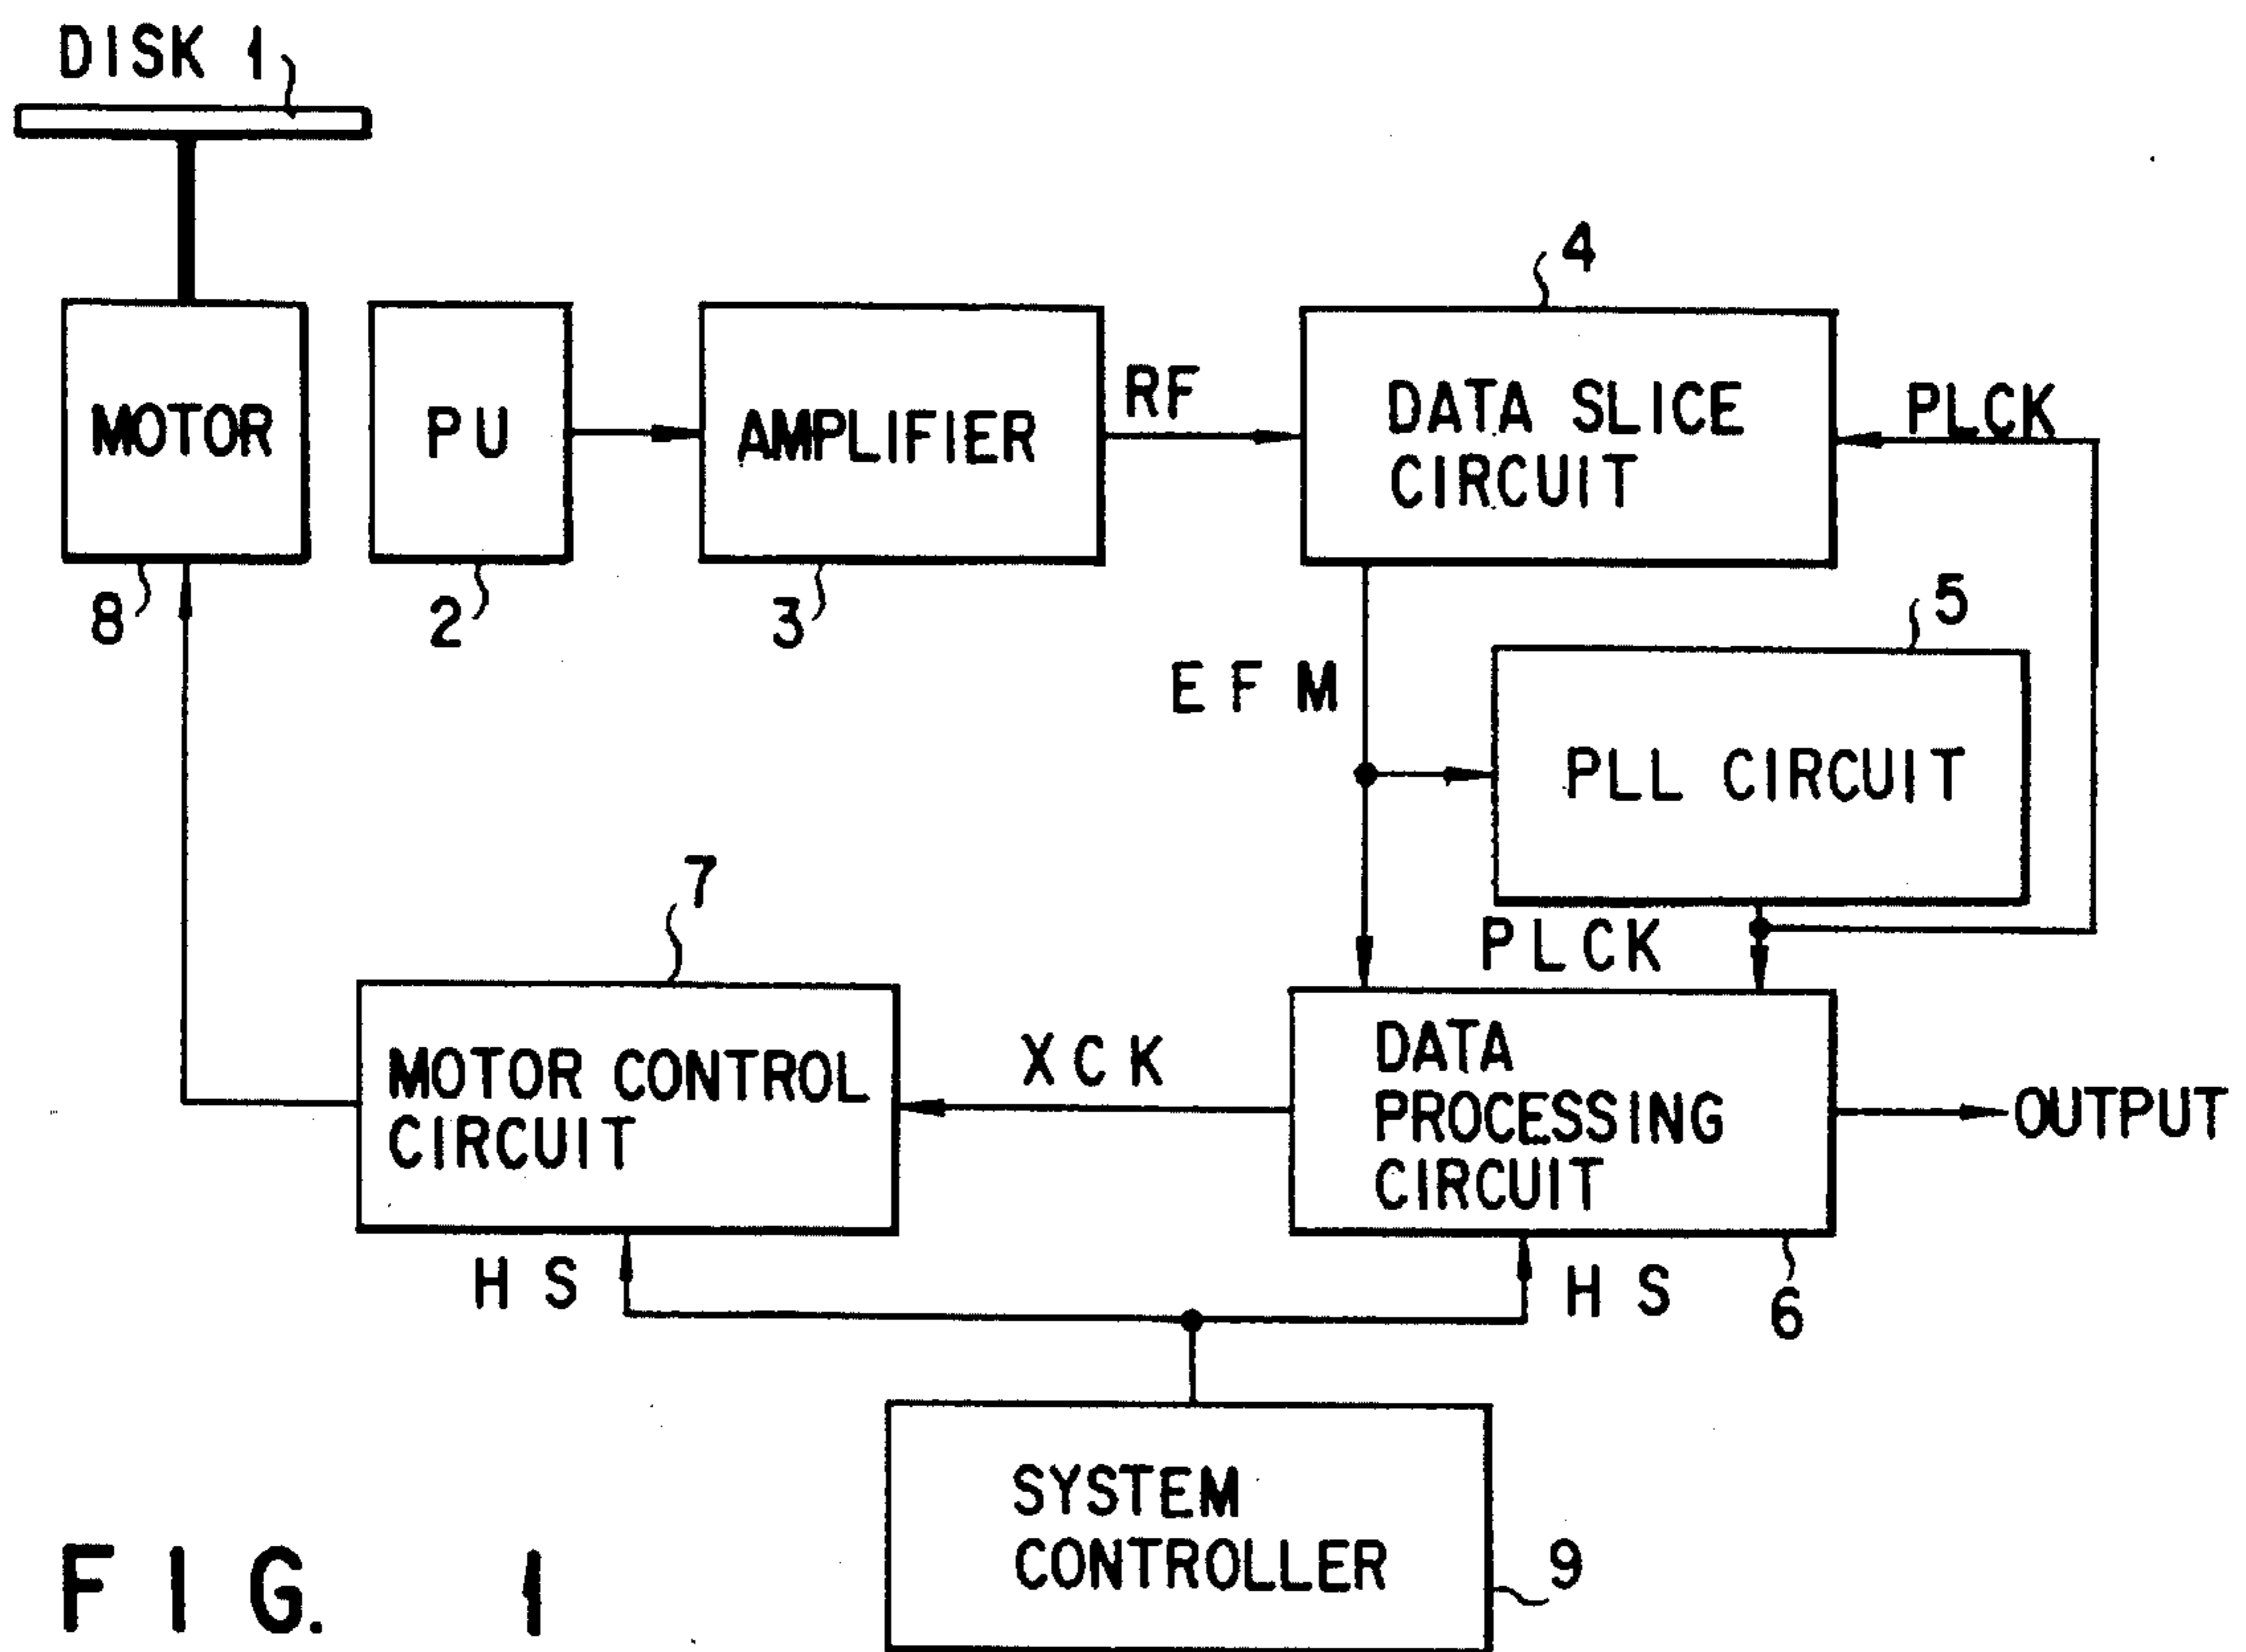 DISK 1
4
MOTOR
PU
AMPLIFIER
RF
DATA SLICE
CIRCUIT
PLCK
8
2
3
5
EFM
PLL CIRCUIT
7
PLCK
MOTOR CONTROL
CIRCUIT
XCK
DATA
PROCESSING
CIRCUIT
OUTPUT
HS
HS
6
SYSTEM
CONTROLLER
9
FIG. 1